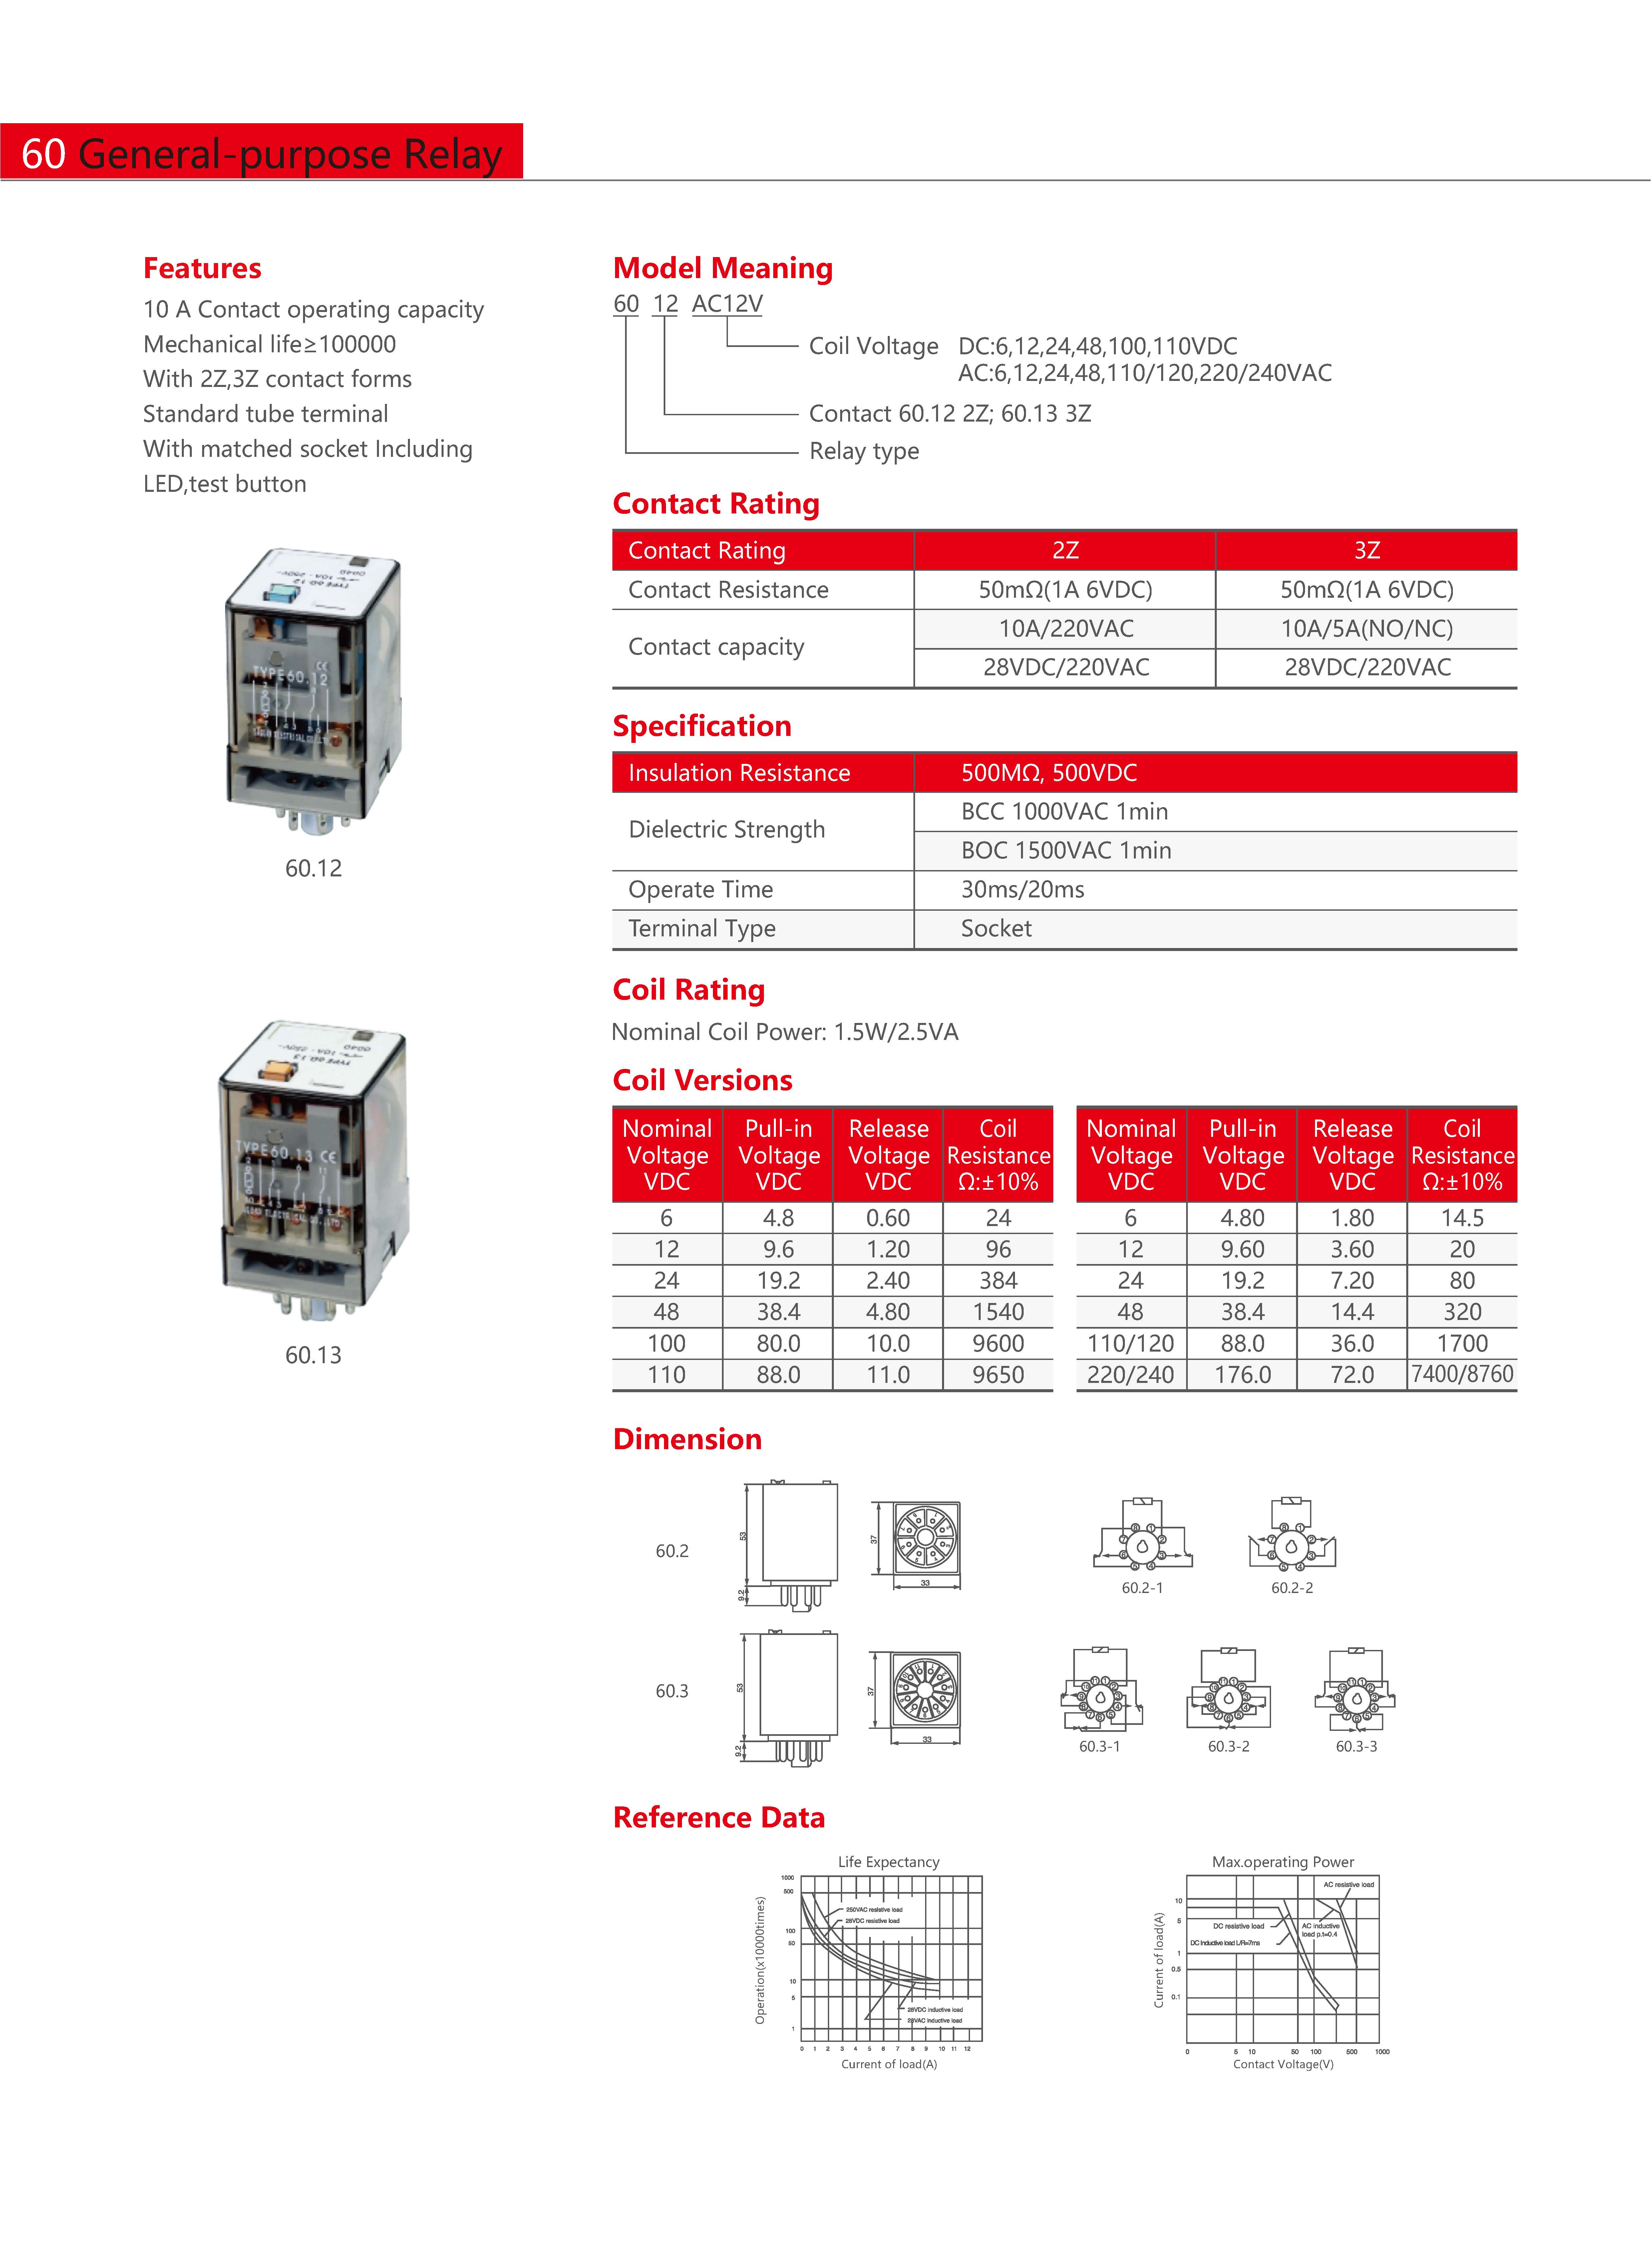 60 General-purpose Relay
Features
10 A Contact operating capacity
Mechanical life≥100000
With 2Z,3Z contact forms
Standard tube terminal
With matched socket Including
LED,test button
TYPE60.12 CE
60.12
TYPE60.13 CE
60.13
Model Meaning
60 12 AC12V
Coil Voltage DC:6,12,24,48,100,110VDC
AC:6,12,24,48,110/120,220/240VAC
Contact 60.12 2Z; 60.13 3Z
Relay type
Contact Rating
Contact Rating 2Z 3Z
Contact Resistance 50mΩ(1A 6VDC) 50mΩ(1A 6VDC)
Contact capacity 10A/220VAC 10A/5A(NO/NC)
28VDC/220VAC 28VDC/220VAC
Specification
Insulation Resistance 500MΩ, 500VDC
Dielectric Strength BCC 1000VAC 1min
BOC 1500VAC 1min
Operate Time 30ms/20ms
Terminal Type Socket
Coil Rating
Nominal Coil Power: 1.5W/2.5VA
Coil Versions
Nominal Pull-in Release Coil
Voltage Voltage Voltage Resistance
VDC VDC VDC Ω:±10%
6 4.8 0.60 24
12 9.6 1.20 96
24 19.2 2.40 384
48 38.4 4.80 1540
100 80.0 10.0 9600
110 88.0 11.0 9650
Nominal Pull-in Release Coil
Voltage Voltage Voltage Resistance
VDC VDC VDC Ω:±10%
6 4.80 1.80 14.5
12 9.60 3.60 20
24 19.2 7.20 80
48 38.4 14.4 320
110/120 88.0 36.0 1700
220/240 176.0 72.0 7400/8760
Dimension
60.2
53
9.2
37
33
60.2-1
60.2-2
60.3
53
9.2
37
33
60.3-1
60.3-2
60.3-3
Reference Data
Life Expectancy
Operation(x10000times)
1000
500
100
50
10
5
1
250VAC resistive load
28VDC resistive load
28VDC inductive load
28VAC inductive load
0 1 2 3 4 5 6 7 8 9 10 11 12
Current of load(A)
Max.operating Power
Current of load(A)
10
5
1
0.5
0.1
AC resistive load
DC resistive load
AC inductive
load p.t=0.4
DC inductive load L/R=7ms
0 5 10 50 100 500 1000
Contact Voltage(V)